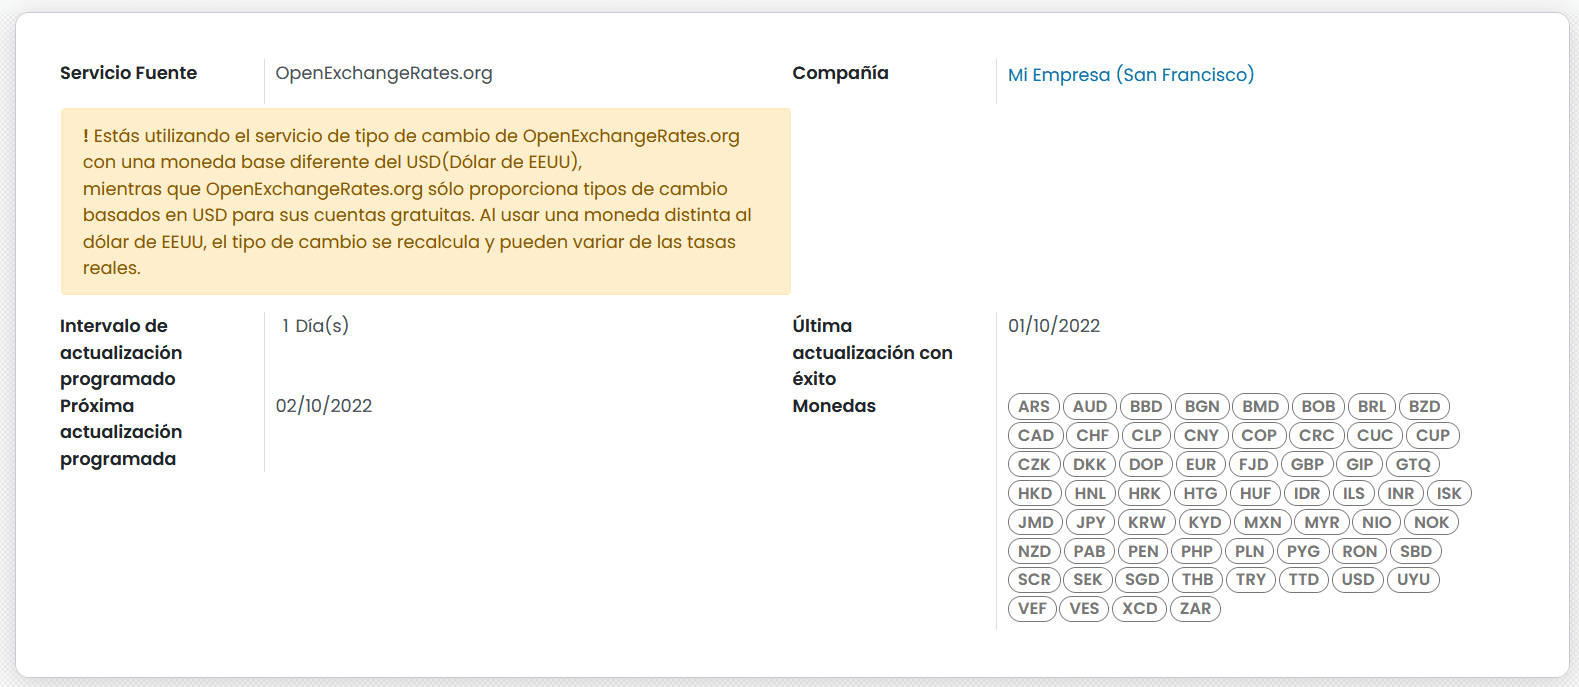 Servicio Fuente
OpenExchangeRates.org
Compañía
Mi Empresa (San Francisco)
! Estás utilizando el servicio de tipo de cambio de OpenExchangeRates.org
con una moneda base diferente del USD(Dólar de EEUU),
mientras que OpenExchangeRates.org sólo proporciona tipos de cambio
basados en USD para sus cuentas gratuitas. Al usar una moneda distinta al
dólar de EEUU, el tipo de cambio se recalcula y pueden variar de las tasas
reales.
Intervalo de
actualización
programado
1 Día(s)
Última
actualización con
éxito
01/10/2022
Próxima
actualización
programada
02/10/2022
Monedas
ARS AUD BBD BGN BMD BOB BRL BZD
CAD CHF CLP CNY COP CRC CUC CUP
CZK DKK DOP EUR FJD GBP GIP GTQ
HKD HNL HRK HTG HUF IDR ILS INR ISK
JMD JPY KRW KYD MXN MYR NIO NOK
NZD PAB PEN PHP PLN PYG RON SBD
SCR SEK SGD THB TRY TTD USD UYU
VEF VES XCD ZAR